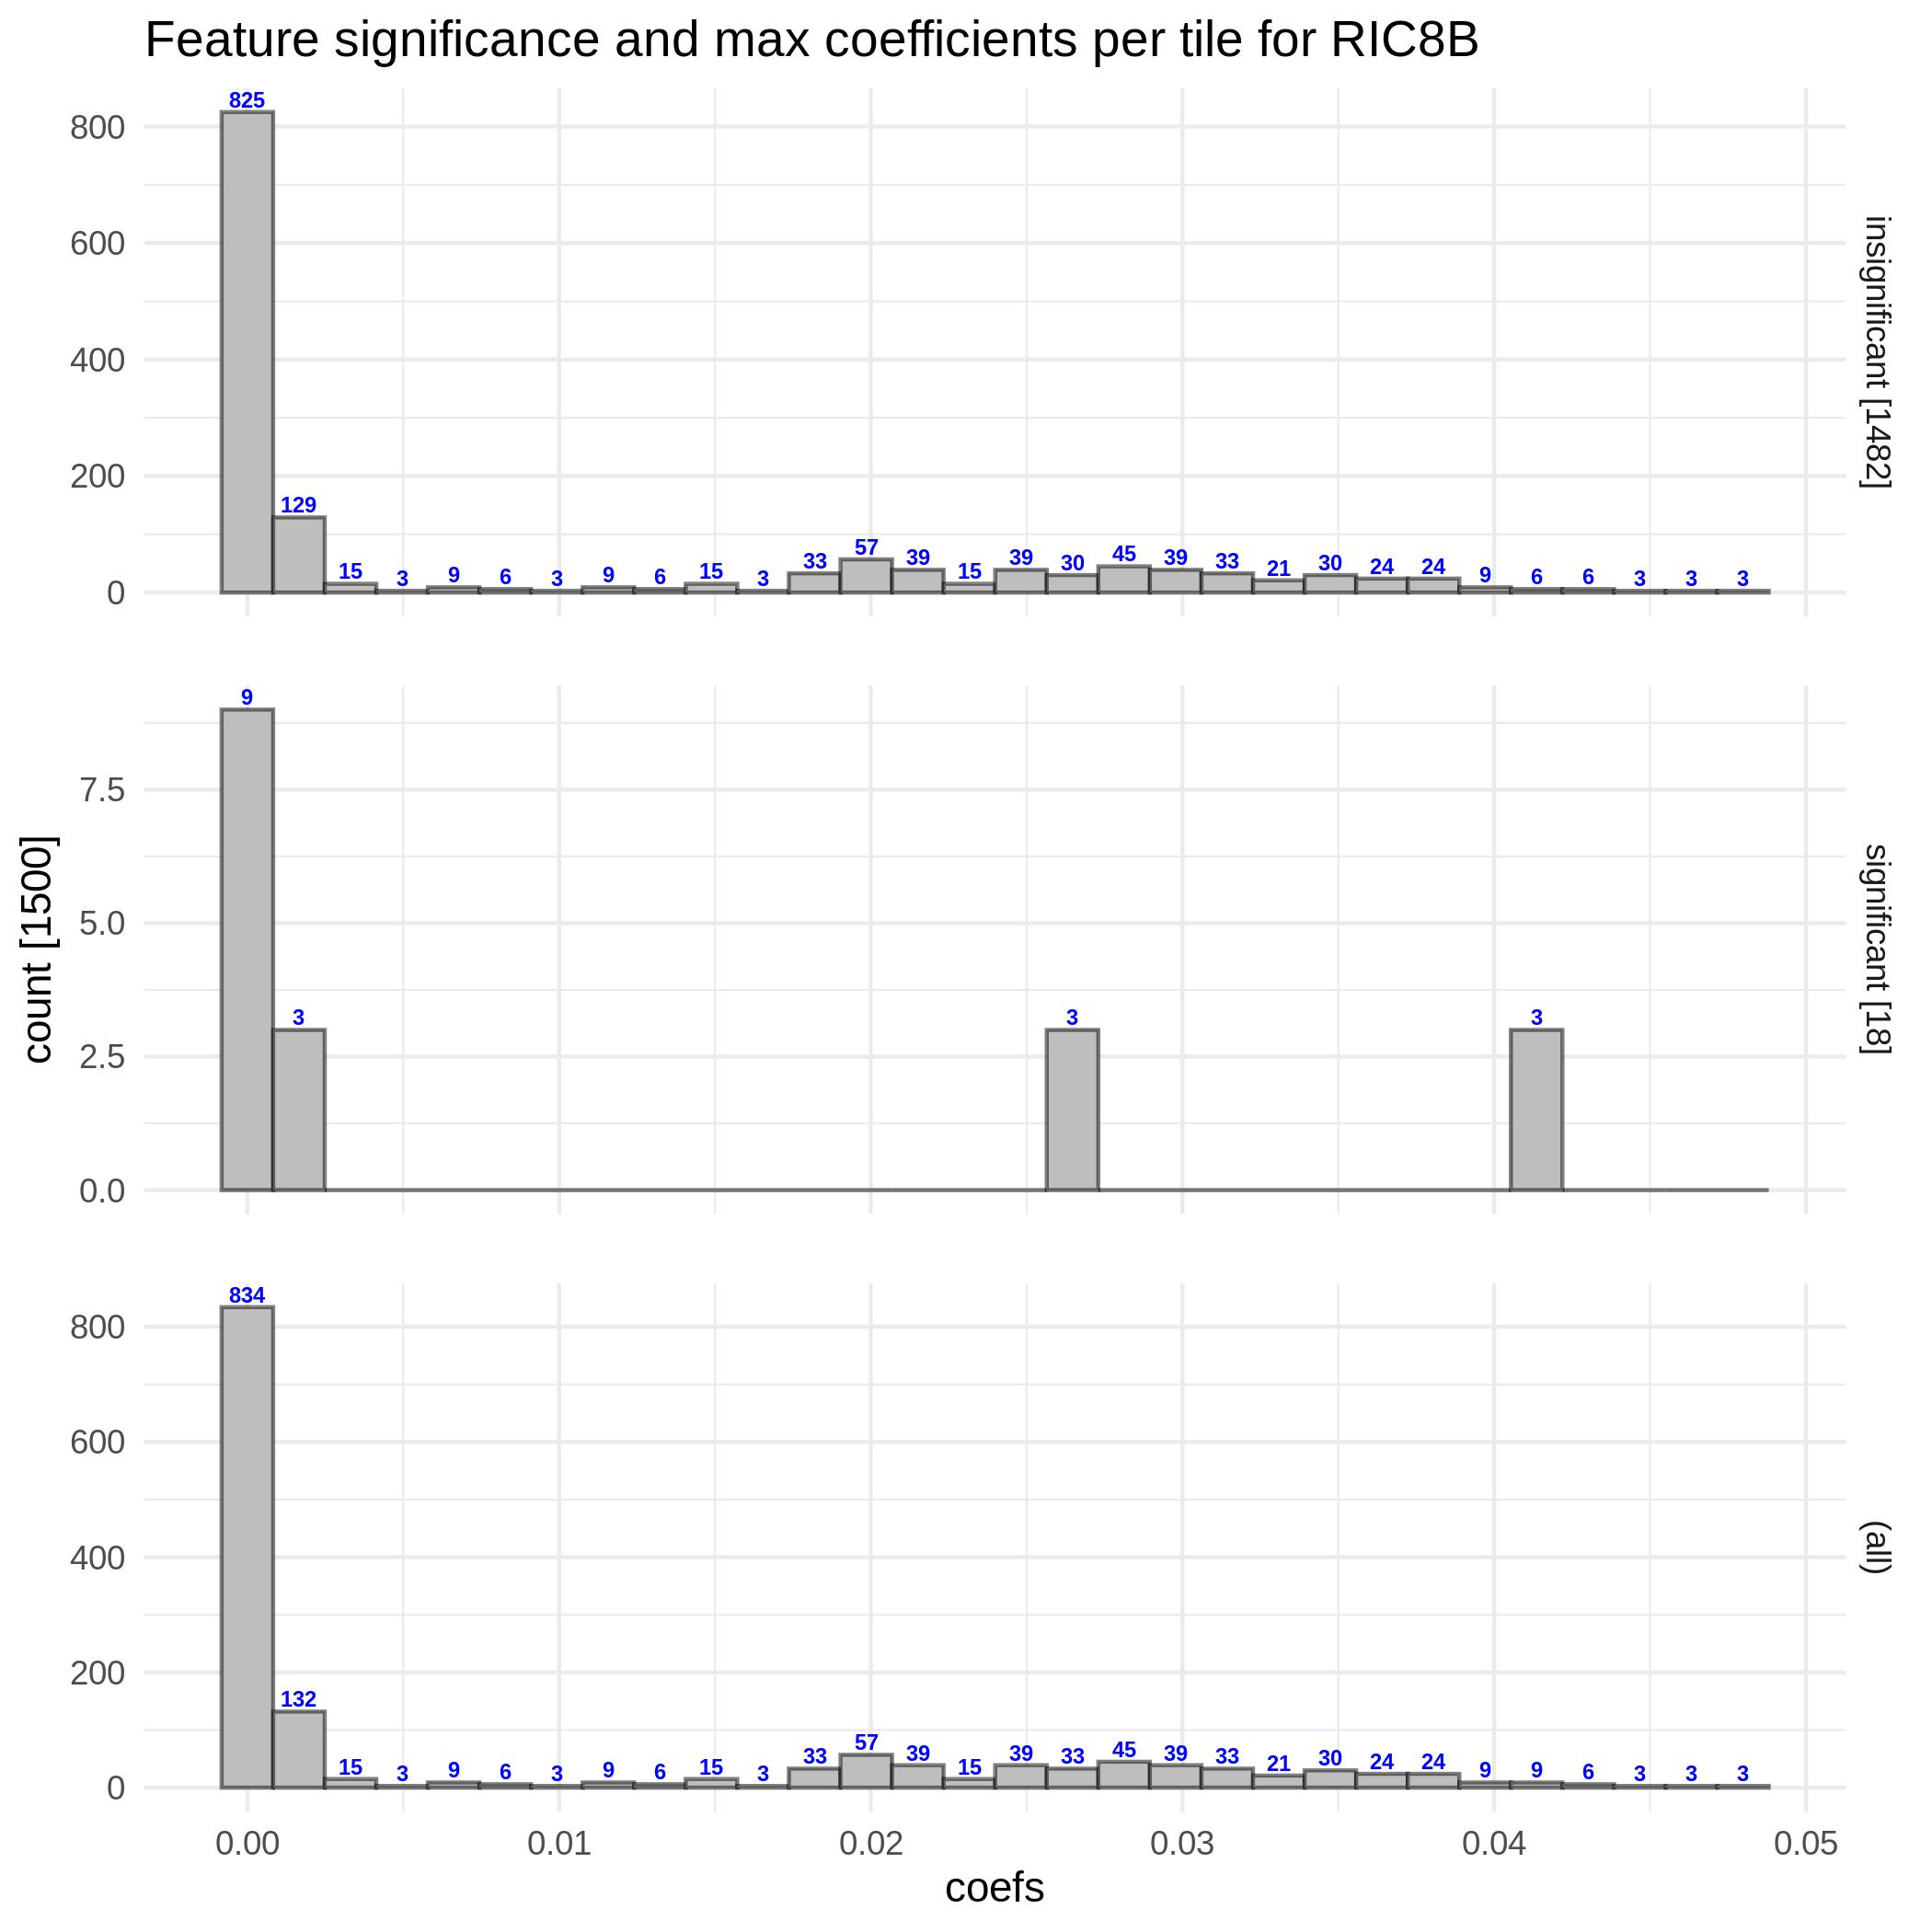 Feature significance and max coefficients per tile for RIC8B
825
800
600
400
200
0
129
15 3 9 6 3 9 6 15 3 33 57 39 15 39 30 45 39 33 21 30 24 24 9 6 6 3 3 3
insignificant [1482]
count [1500]
9
7.5
5.0
2.5
0.0
3 3 3
significant [18]
834
800
600
400
200
0
132
15 3 9 6 3 9 6 15 3 33 57 39 15 39 33 45 39 33 21 30 24 24 9 9 6 3 3 3
(all)
0.00 0.01 0.02 0.03 0.04 0.05
coefs